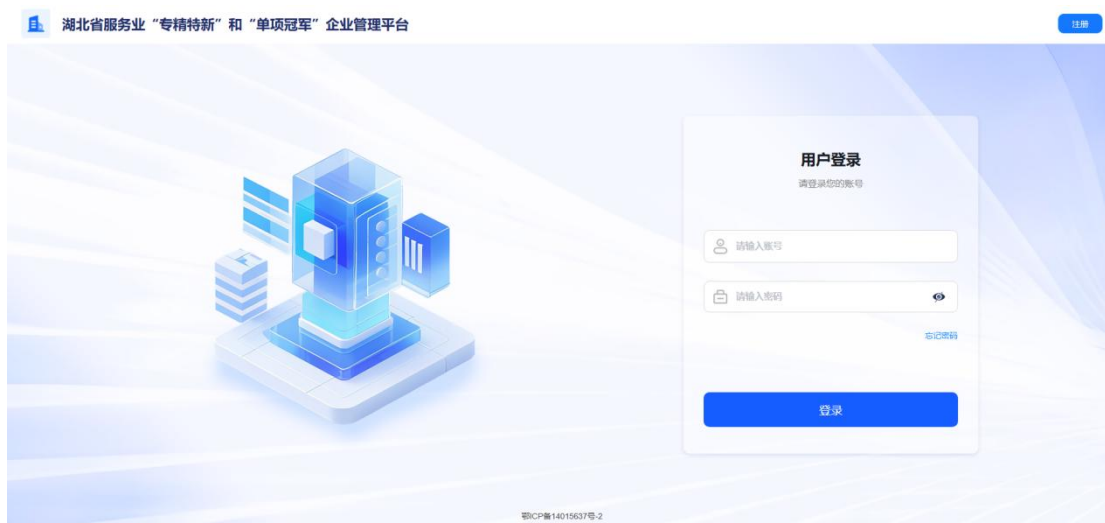 湖北省服务业“专精特新”和“单项冠军”企业管理平台
注册
用户登录
请登录您的账号
请输入账号
请输入密码
忘记密码
登录
鄂ICP备14015637号-2